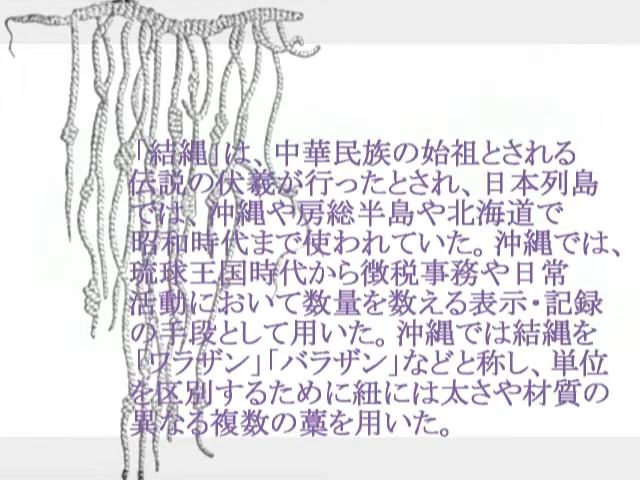 「結縄」は、中華民族の始祖とされる
伝説の伏羲が行ったとされ、日本列島
では、沖縄や房総半島や北海道で
昭和時代まで使われていた。沖縄では、
琉球王国時代から徴税事務や日常
活動において数量を数える表示・記録
の手段として用いた。沖縄では結縄を
「ワラザン」「バラザン」などと称し、単位
を区別するために紐には太さや材質の
異なる複数の藁を用いた。